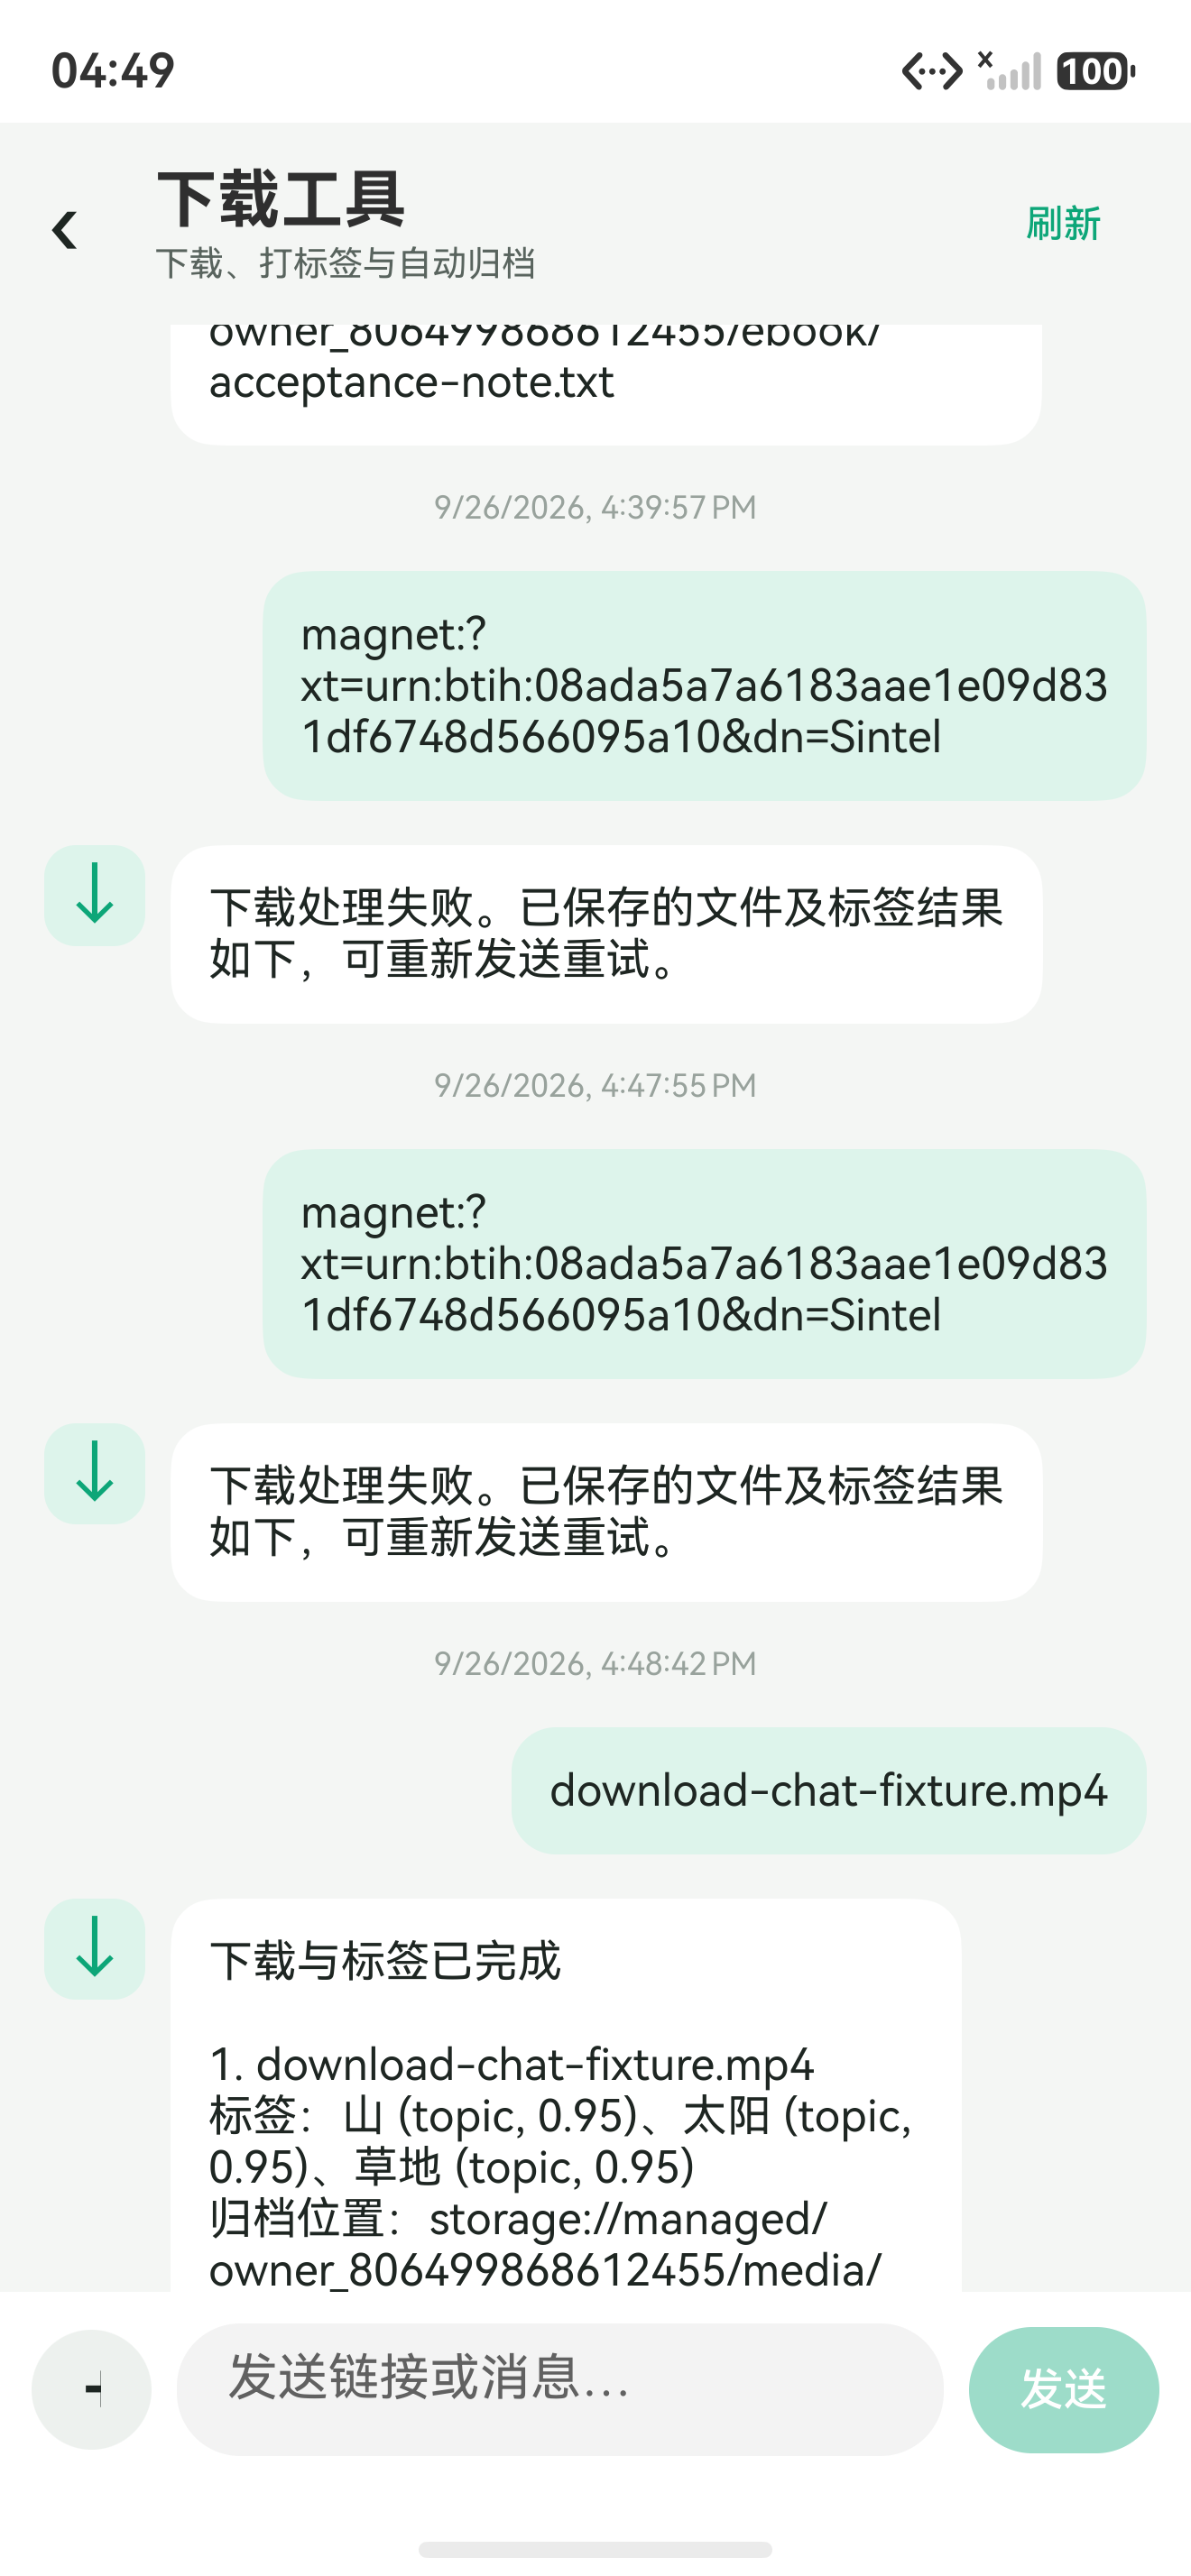 04:49
100
下载工具
下载、打标签与自动归档
刷新
owner_806499868612455/ebook/
acceptance-note.txt
9/26/2026, 4:39:57 PM
magnet:?
xt=urn:btih:08ada5a7a6183aae1e09d83
1df6748d566095a10&dn=Sintel
下载处理失败。已保存的文件及标签结果
如下，可重新发送重试。
9/26/2026, 4:47:55 PM
magnet:?
xt=urn:btih:08ada5a7a6183aae1e09d83
1df6748d566095a10&dn=Sintel
下载处理失败。已保存的文件及标签结果
如下，可重新发送重试。
9/26/2026, 4:48:42 PM
download-chat-fixture.mp4
下载与标签已完成
1. download-chat-fixture.mp4
标签：山 (topic, 0.95)、太阳 (topic,
0.95)、草地 (topic, 0.95)
归档位置：storage://managed/
owner_806499868612455/media/
发送链接或消息...
发送